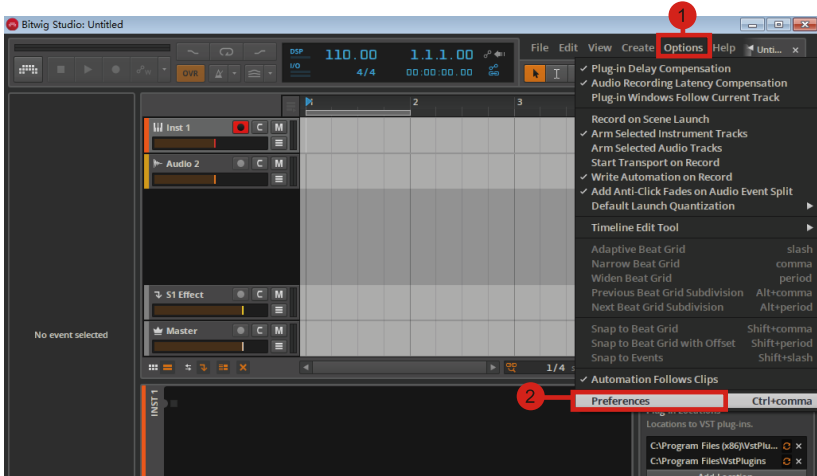 Bitwig Studio: Untitled
1
File Edit View Create Options Help Unti... x
DSP
I/O
110.00
4/4
1.1.1.00
00:00:00.00
OVR
2
3
Inst 1 C M
Audio 2 C M
S1 Effect C M
Master C M
No event selected
1/4
INST 1
Plug-in Delay Compensation
Audio Recording Latency Compensation
Plug-in Windows Follow Current Track
Record on Scene Launch
Arm Selected Instrument Tracks
Arm Selected Audio Tracks
Start Transport on Record
Write Automation on Record
Add Anti-Click Fades on Audio Event Split
Default Launch Quantization
Timeline Edit Tool
Adaptive Beat Grid slash
Narrow Beat Grid comma
Widen Beat Grid period
Previous Beat Grid Subdivision Alt+comma
Next Beat Grid Subdivision Alt+period
Snap to Beat Grid Shift+comma
Snap to Beat Grid with Offset Shift+period
Snap to Events Shift+slash
Automation Follows Clips
2
Preferences Ctrl+comma
Locations to VST plug-ins.
C:\Program Files (x86)\VstPlu... x
C:\Program Files\VstPlugins x